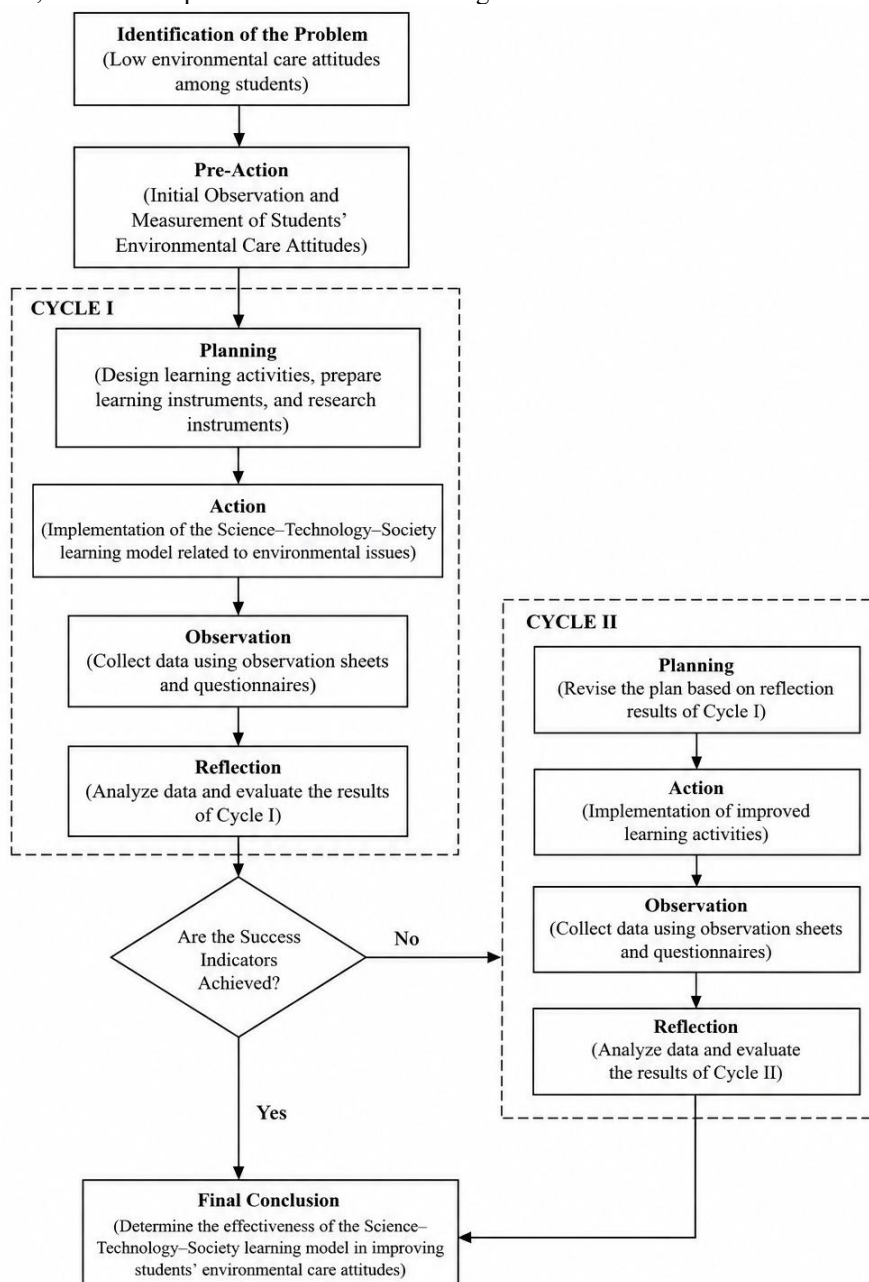 Identification of the Problem
(Low environmental care attitudes
among students)
Pre-Action
(Initial Observation and
Measurement of Students’
Environmental Care Attitudes)
CYCLE I
Planning
(Design learning activities, prepare
learning instruments, and research
instruments)
Action
(Implementation of the Science–Technology–Society
learning model related to environmental issues)
Observation
(Collect data using observation sheets
and questionnaires)
Reflection
(Analyze data and evaluate the results
of Cycle I)
Are the Success
Indicators
Achieved?
No
Yes
CYCLE II
Planning
(Revise the plan based on reflection
results of Cycle I)
Action
(Implementation of improved
learning activities)
Observation
(Collect data using observation sheets
and questionnaires)
Reflection
(Analyze data and evaluate
the results of Cycle II)
Final Conclusion
(Determine the effectiveness of the Science–
Technology–Society learning model in improving
students’ environmental care attitudes)